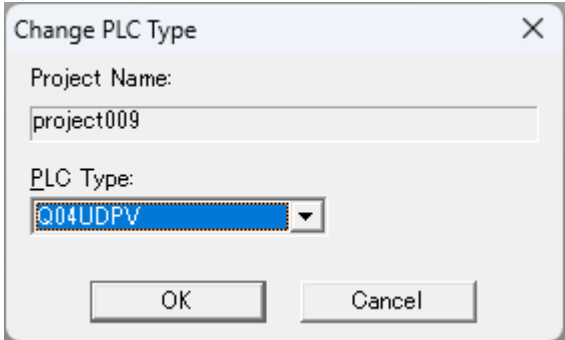 Change PLC Type
Project Name:
project009
PLC Type:
Q04UDPV
OK
Cancel